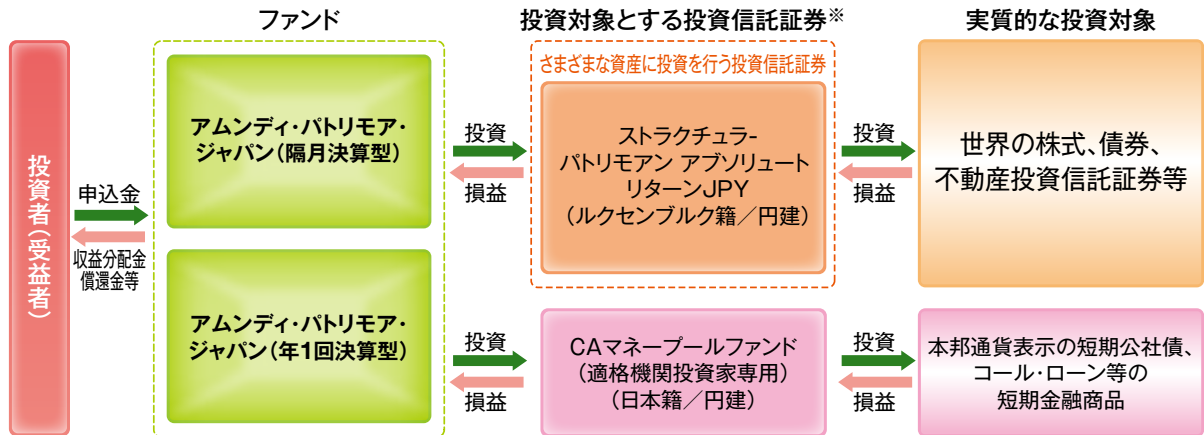 ファンド
投資対象とする投資信託証券※
実質的な投資対象
投資者(受益者)
申込金
収益分配金
償還金等
アムンディ・パトリモア・
ジャパン(隔月決算型)
アムンディ・パトリモア・
ジャパン(年1回決算型)
投資
損益
投資
損益
さまざまな資産に投資を行う投資信託証券
ストラクチュラ-
パトリモアン アブソリュート
リターンJPY
(ルクセンブルク籍/円建)
CAマネープールファンド
(適格機関投資家専用)
(日本籍/円建)
投資
損益
投資
損益
世界の株式、債券、
不動産投資信託証券等
本邦通貨表示の短期公社債、
コール・ローン等の
短期金融商品